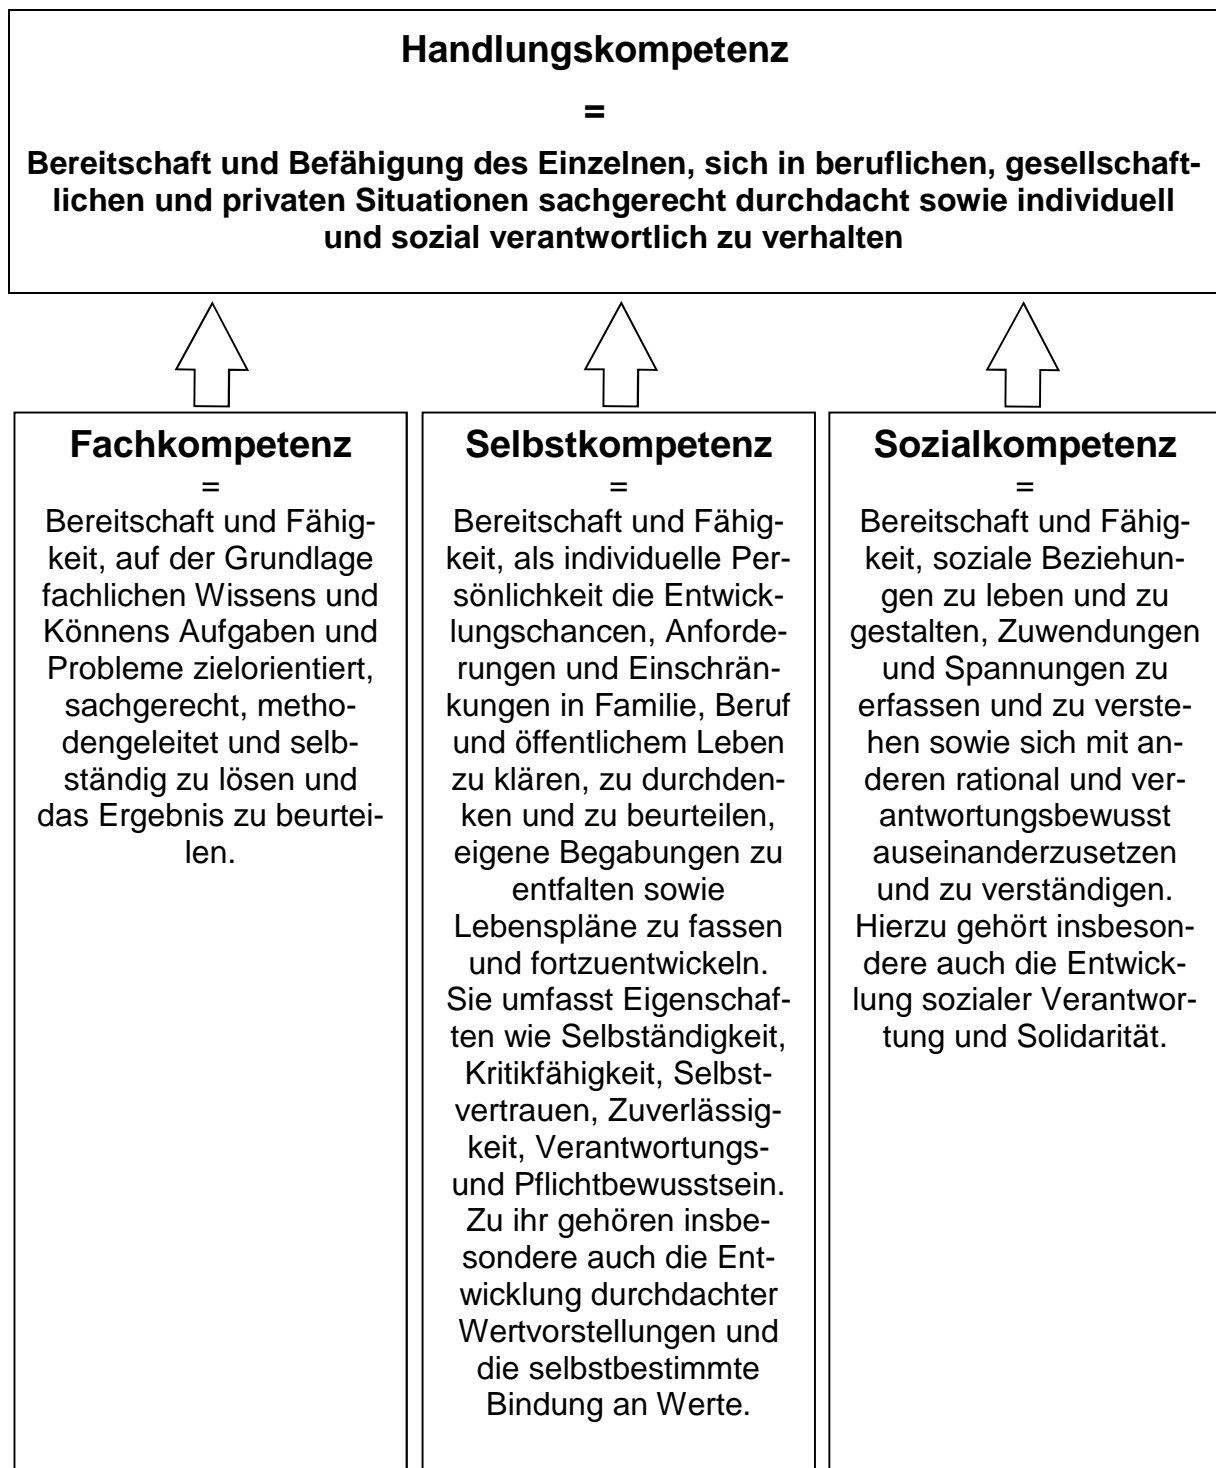 Handlungskompetenz
=
Bereitschaft und Befähigung des Einzelnen, sich in beruflichen, gesellschaft-
lichen und privaten Situationen sachgerecht durchdacht sowie individuell
und sozial verantwortlich zu verhalten
Fachkompetenz
=
Bereitschaft und Fähig-
keit, auf der Grundlage
fachlichen Wissens und
Könnens Aufgaben und
Probleme zielorientiert,
sachgerecht, metho-
dengeleitet und selb-
ständig zu lösen und
das Ergebnis zu beurtei-
len.
Selbstkompetenz
=
Bereitschaft und Fähig-
keit, als individuelle Per-
sönlichkeit die Entwick-
lungschancen, Anforde-
rungen und Einschrän-
kungen in Familie, Beruf
und öffentlichem Leben
zu klären, zu durchden-
ken und zu beurteilen,
eigene Begabungen zu
entfalten sowie
Lebenspläne zu fassen
und fortzuentwickeln.
Sie umfasst Eigenschaf-
ten wie Selbständigkeit,
Kritikfähigkeit, Selbst-
vertrauen, Zuverlässig-
keit, Verantwortungs-
und Pflichtbewusstsein.
Zu ihr gehören insbe-
sondere auch die Ent-
wicklung durchdachter
Wertvorstellungen und
die selbstbestimmte
Bindung an Werte.
Sozialkompetenz
=
Bereitschaft und Fähig-
keit, soziale Beziehun-
gen zu leben und zu
gestalten, Zuwendungen
und Spannungen zu
erfassen und zu verste-
hen sowie sich mit an-
deren rational und ver-
antwortungsbewusst
auseinanderzusetzen
und zu verständigen.
Hierzu gehört insbeson-
dere auch die Entwick-
lung sozialer Verantwor-
tung und Solidarität.